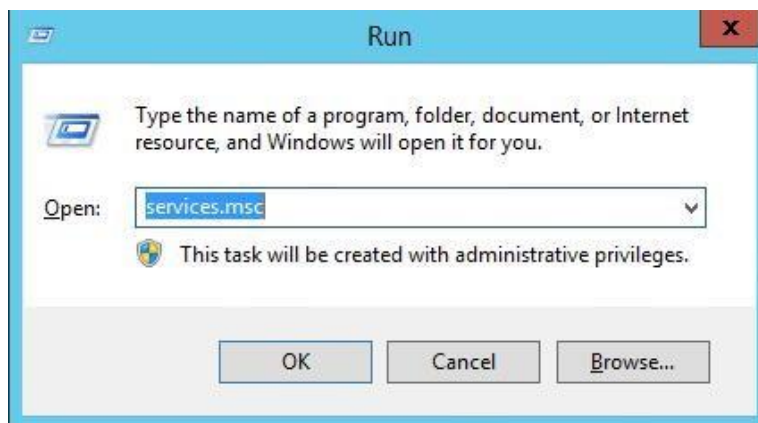 Run
x
Type the name of a program, folder, document, or Internet
resource, and Windows will open it for you.
Open: services.msc
This task will be created with administrative privileges.
OK Cancel Browse...